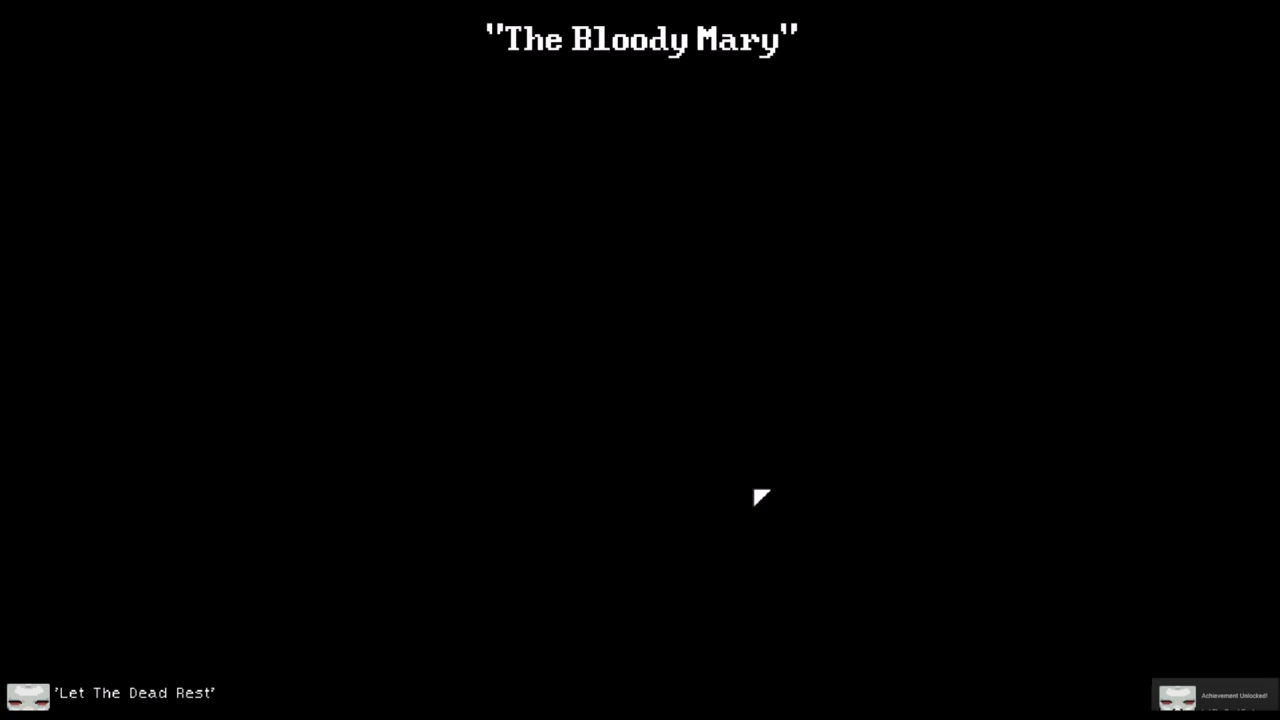 "The Bloody Mary"
'Let The Dead Rest'
Achievement Unlocked!